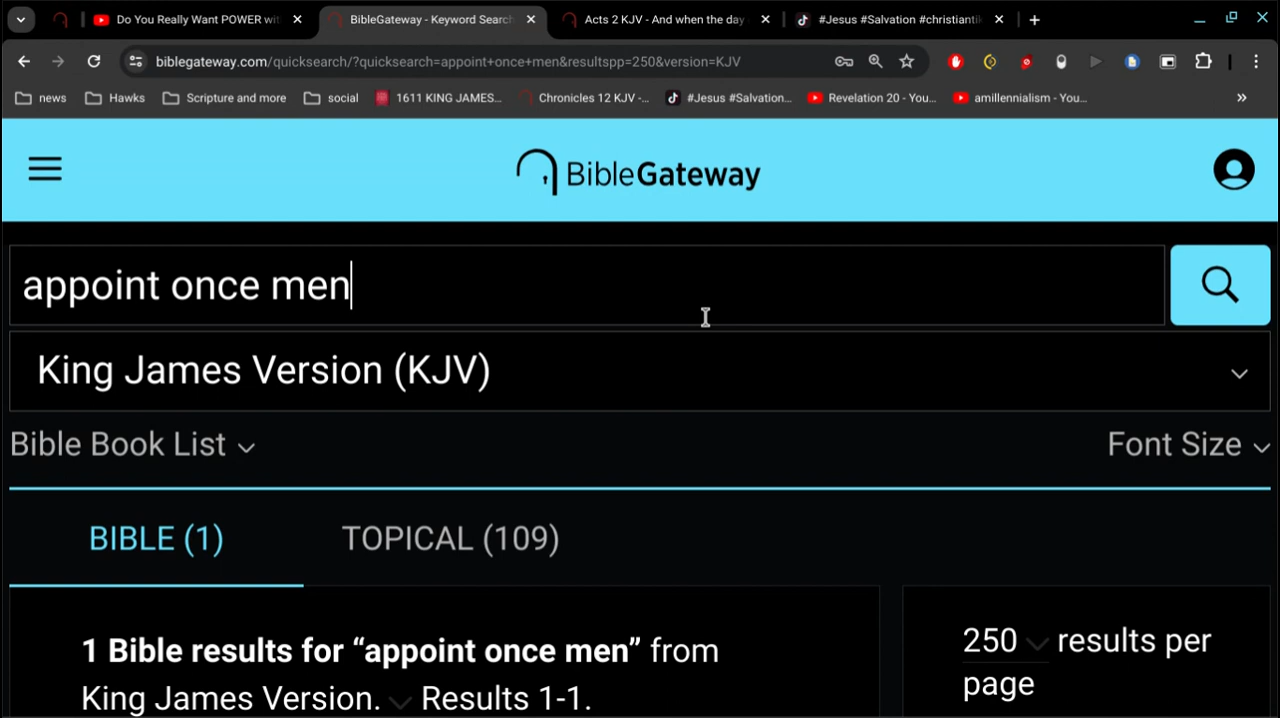 Do You Really Want POWER wit
BibleGateway - Keyword Search
Acts 2 KJV - And when the day
#Jesus #Salvation #christianti
biblegateway.com/quicksearch/?quicksearch=appoint+once+men&resultspp=250&version=KJV
news
Hawks
Scripture and more
social
1611 KING JAMES...
Chronicles 12 KJV -...
#Jesus #Salvation...
Revelation 20 - You...
amillennialism - You...
BibleGateway
appoint once men
King James Version (KJV)
Bible Book List
Font Size
BIBLE (1)
TOPICAL (109)
1 Bible results for “appoint once men” from
King James Version. Results 1-1.
250 results per
page